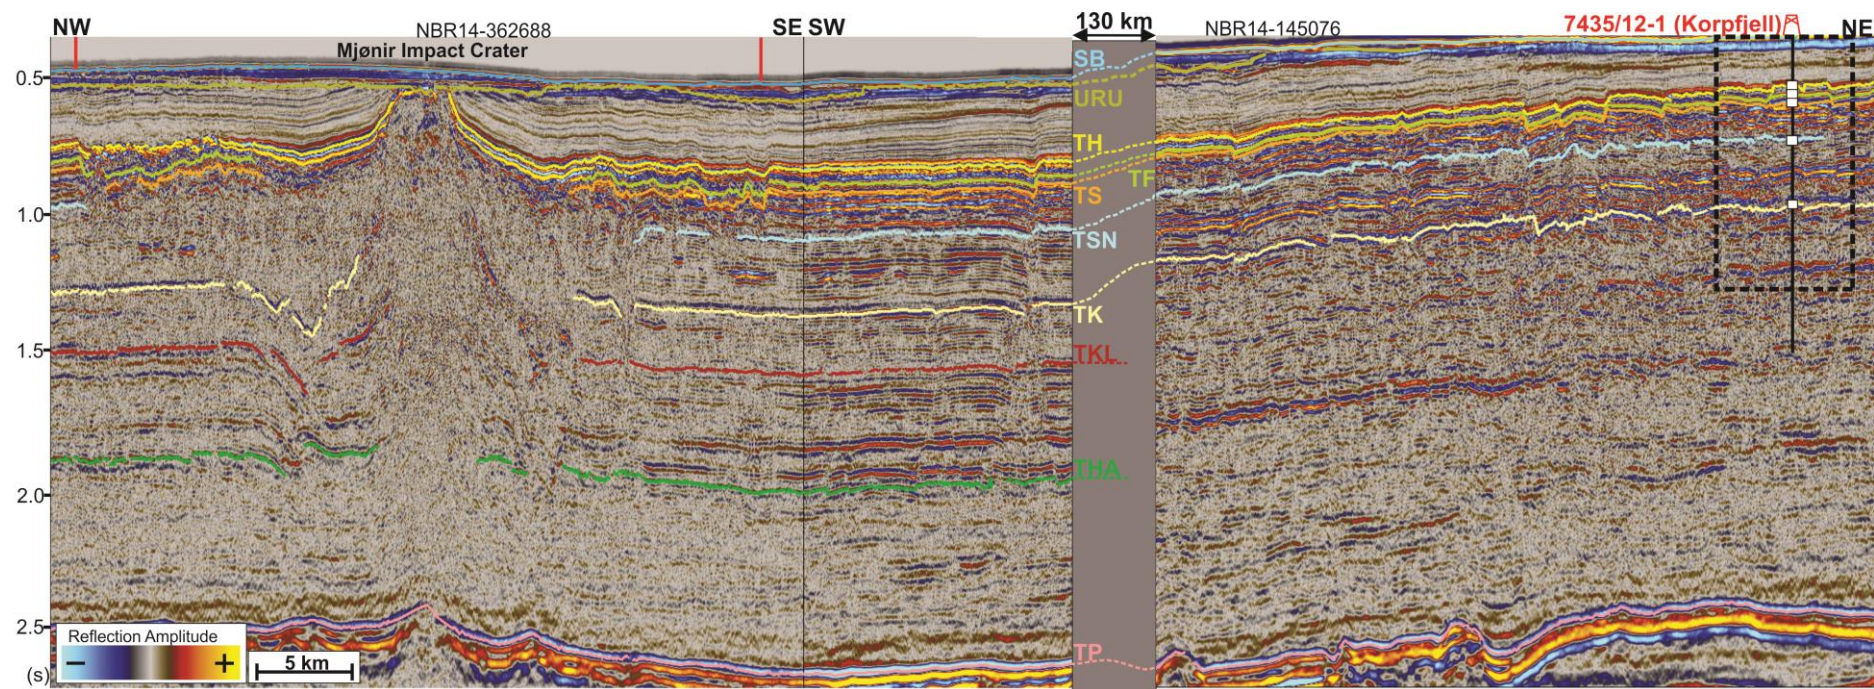 NW
NBR14-362688
SE SW
130 km
NBR14-145076
7435/12-1 (Korpfjell)
NE
Mjønir Impact Crater
SB
URU
TH
TF
TS
TSN
TK
TKL
THA
TP
0.5
1.0
1.5
2.0
2.5
(s)
Reflection Amplitude
− +
5 km